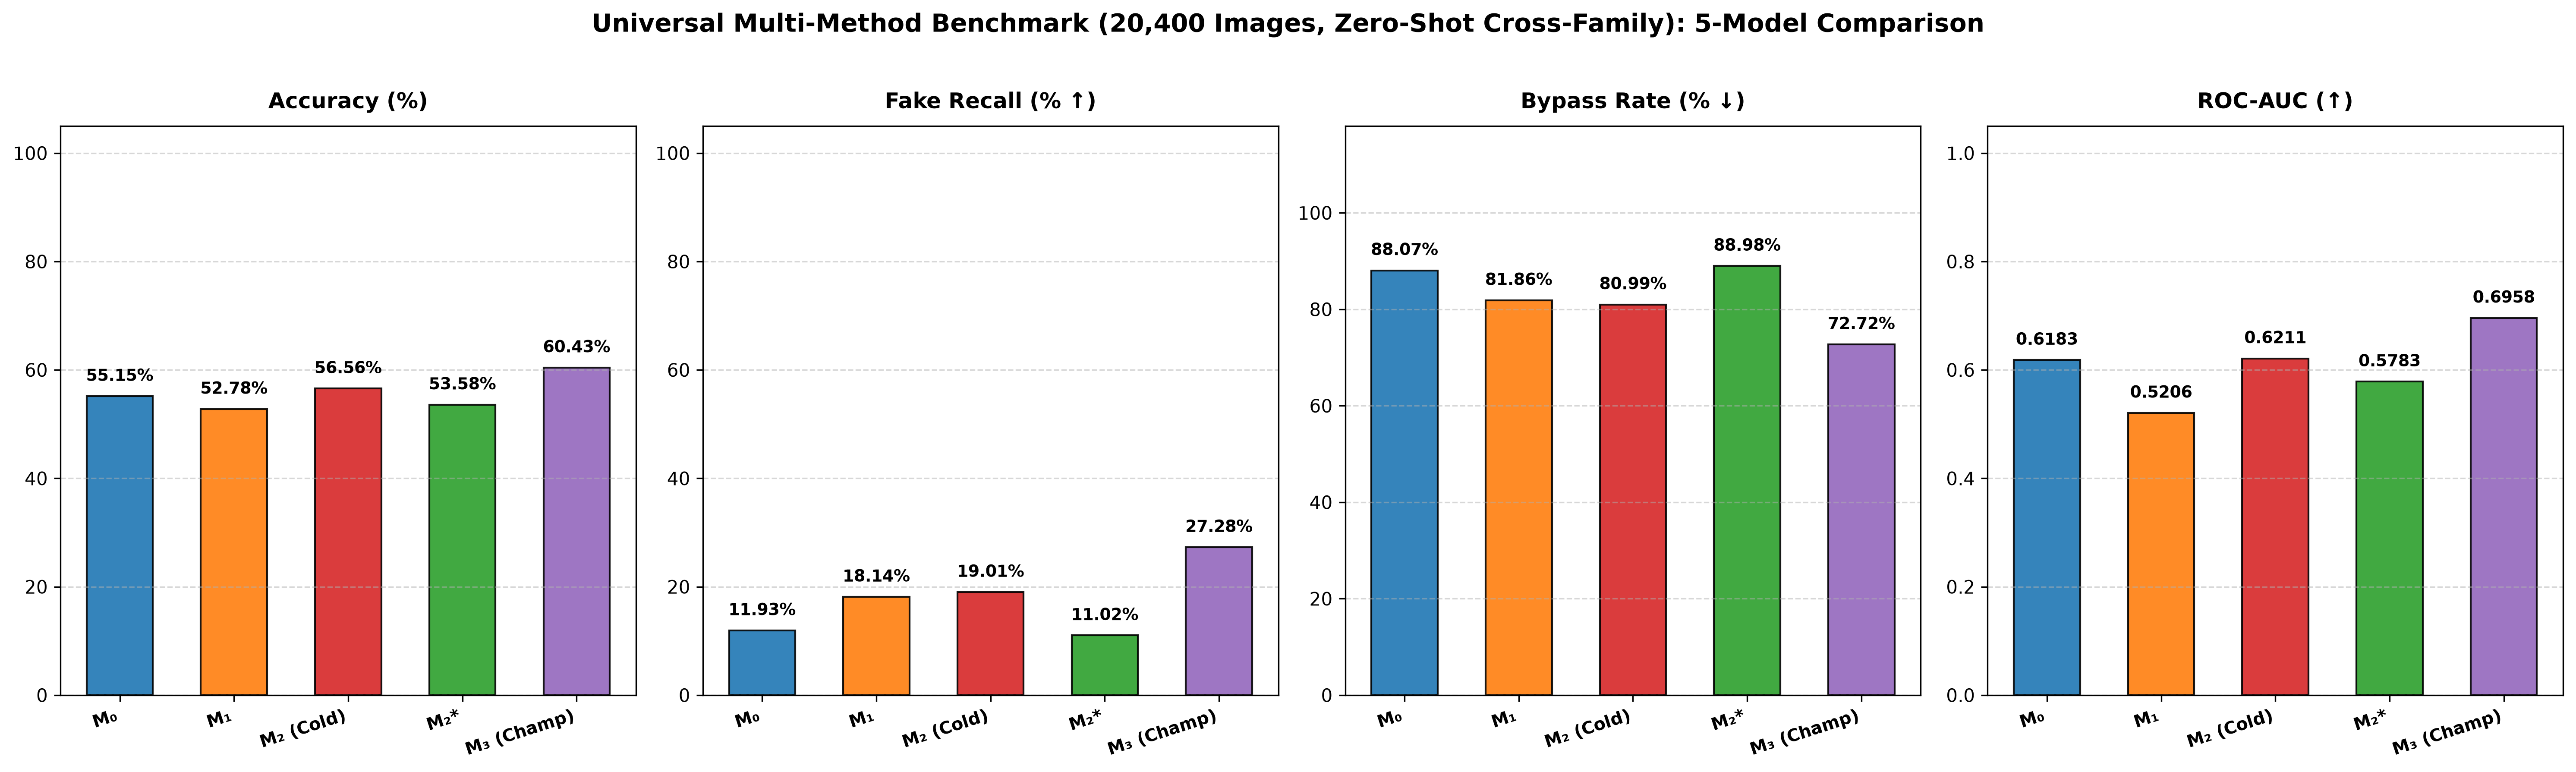 Universal Multi-Method Benchmark (20,400 Images, Zero-Shot Cross-Family): 5-Model Comparison
Accuracy (%)
100
80
60
40
20
0
55.15%
52.78%
56.56%
53.58%
60.43%
M₀
M₁
M₂ (Cold)
M₂*
M₃ (Champ)
Fake Recall (% ↑)
100
80
60
40
20
0
11.93%
18.14%
19.01%
11.02%
27.28%
M₀
M₁
M₂ (Cold)
M₂*
M₃ (Champ)
Bypass Rate (% ↓)
100
80
60
40
20
0
88.07%
81.86%
80.99%
88.98%
72.72%
M₀
M₁
M₂ (Cold)
M₂*
M₃ (Champ)
ROC-AUC (↑)
1.0
0.8
0.6
0.4
0.2
0.0
0.6183
0.5206
0.6211
0.5783
0.6958
M₀
M₁
M₂ (Cold)
M₂*
M₃ (Champ)